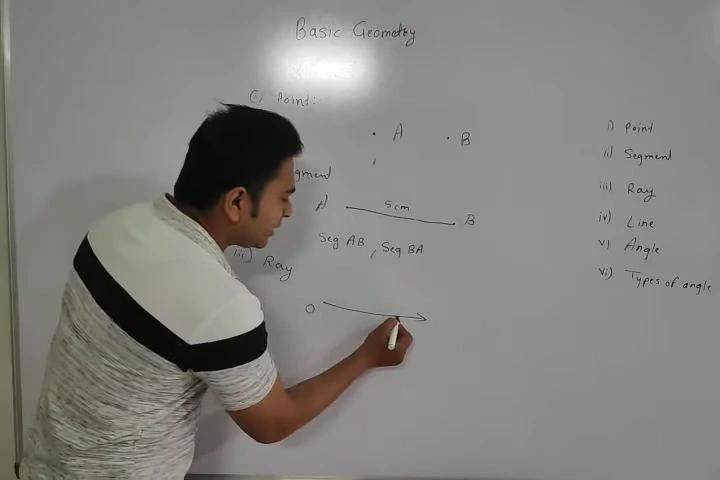 Basic Geometry
(i) Point:
A B
gment
A 5cm B
Seg AB, Seg BA
iii) Ray
O
i) Point
ii) Segment
iii) Ray
iv) Line
v) Angle
vi) Types of angle